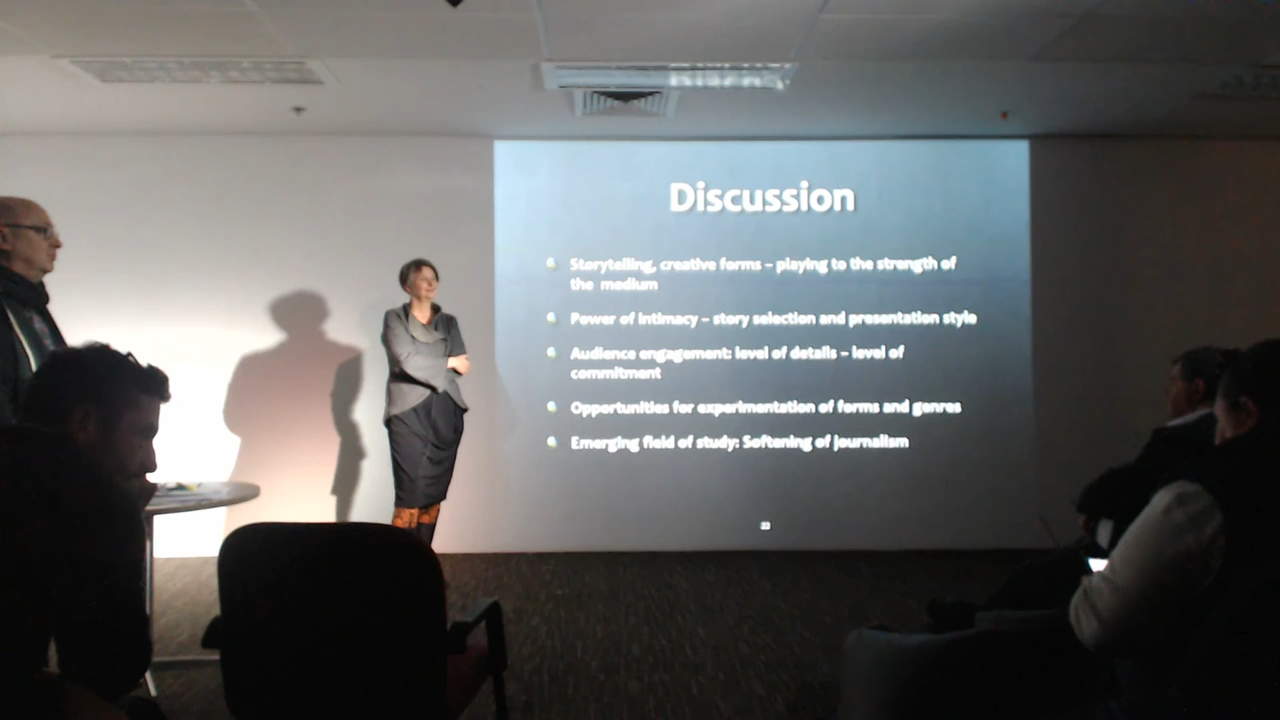 Discussion
Storytelling, creative forms – playing to the strength of
the medium
Power of intimacy – story selection and presentation style
Audience engagement: level of details – level of
commitment
Opportunities for experimentation of forms and genres
Emerging field of study: Softening of journalism